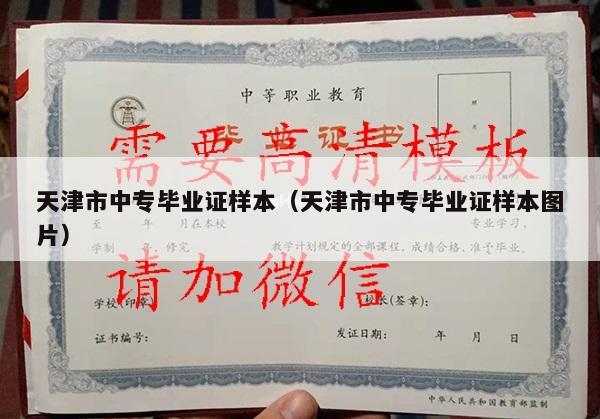 中等职业教育
毕业证书
需要高清模板
天津市中专毕业证样本（天津市中专毕业证样本图
片）
至 年 月在本校 专业学习，
学制 年，修完 教学计划规定的全部课程，成绩合格，准予毕业。
请加微信
学校(印章) 校长(签章)：
证书编号： 发证日期： 年 月 日
中华人民共和国教育部监制